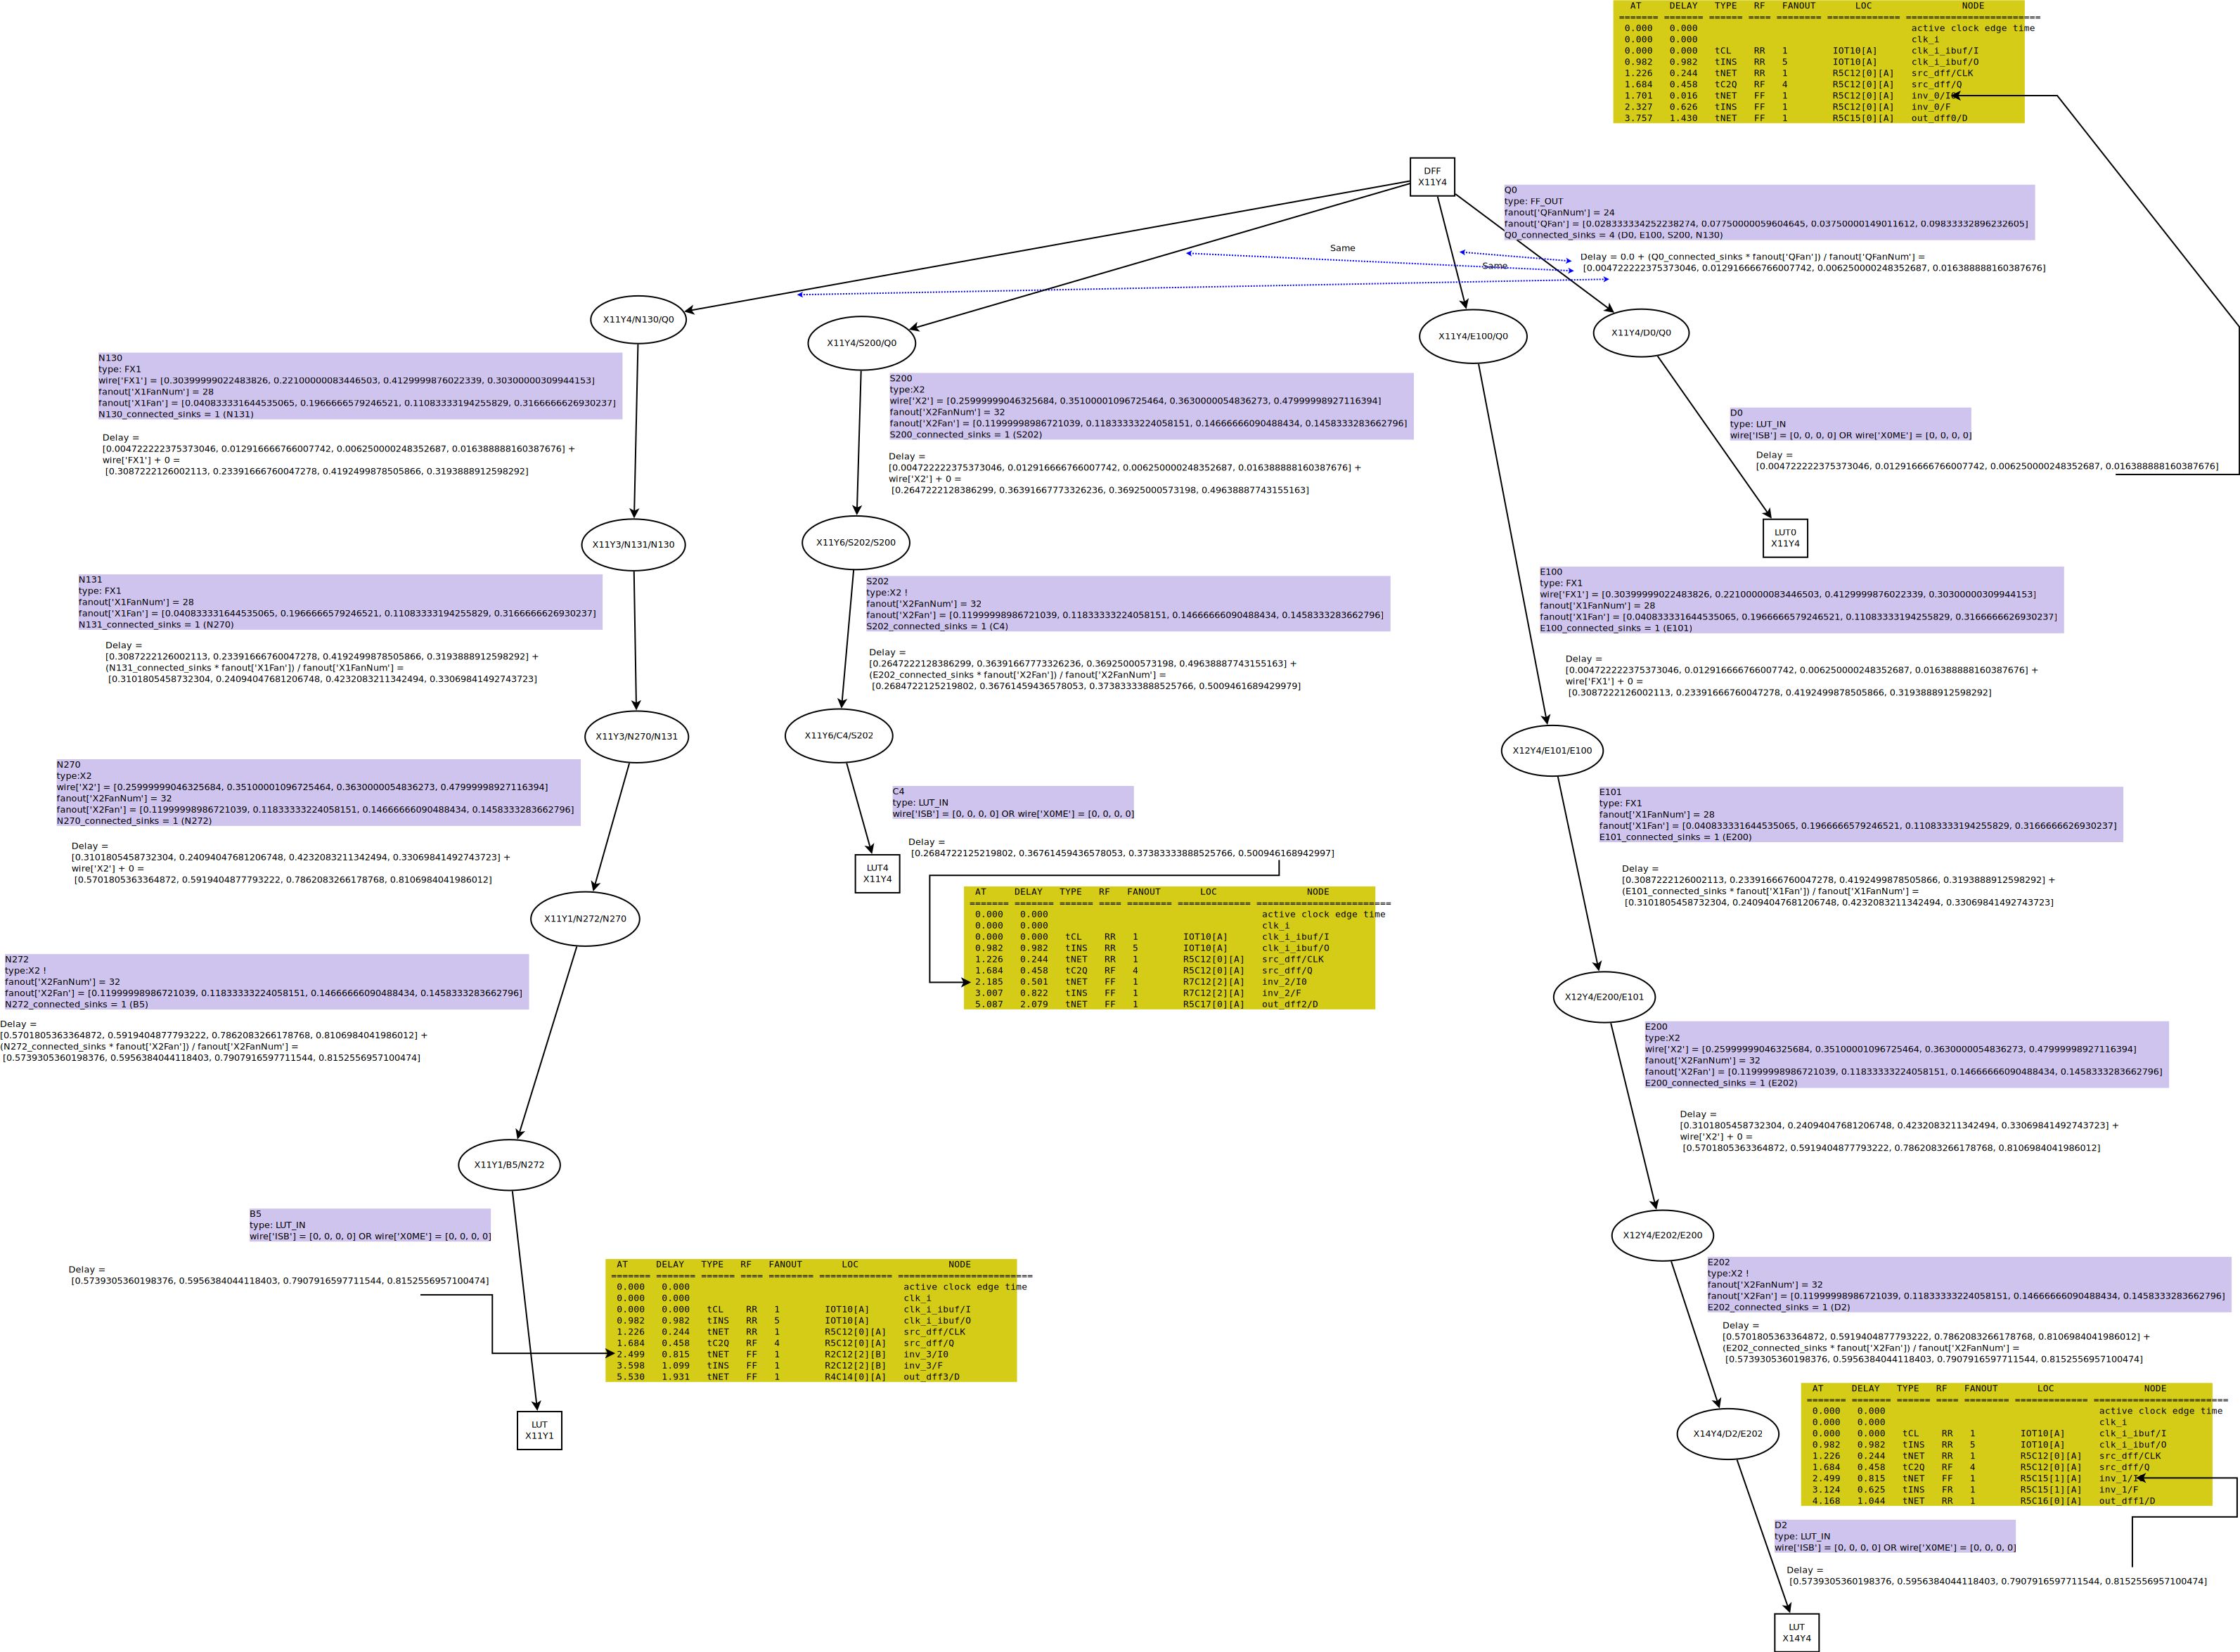 AT DELAY TYPE RF FANOUT LOC NODE
======= ======= ====== ==== ======== ============= ========================
0.000 0.000 active clock edge time
0.000 0.000 clk_i
0.000 0.000 tCL RR 1 IOT10[A] clk_i_ibuf/I
0.982 0.982 tINS RR 5 IOT10[A] clk_i_ibuf/O
1.226 0.244 tNET RR 1 R5C12[0][A] src_dff/CLK
1.684 0.458 tC2Q RF 4 R5C12[0][A] src_dff/Q
1.701 0.016 tNET FF 1 R5C12[0][A] inv_0/I0
2.327 0.626 tINS FF 1 R5C12[0][A] inv_0/F
3.757 1.430 tNET FF 1 R5C15[0][A] out_dff0/D
DFF
X11Y4
Q0
type: FF_OUT
fanout['QFanNum'] = 24
fanout['QFan'] = [0.028333334252238274, 0.07750000059604645, 0.03750000149011612, 0.09833332896232605]
Q0_connected_sinks = 4 (D0, E100, S200, N130)
Same
Same
Delay = 0.0 + (Q0_connected_sinks * fanout['QFan']) / fanout['QFanNum'] =
[0.004722222375373046, 0.012916666766007742, 0.006250000248352687, 0.016388888160387676]
X11Y4/N130/Q0
X11Y4/S200/Q0
X11Y4/E100/Q0
X11Y4/D0/Q0
N130
type: FX1
wire['FX1'] = [0.30399999022483826, 0.22100000083446503, 0.4129999876022339, 0.30300000309944153]
fanout['X1FanNum'] = 28
fanout['X1Fan'] = [0.040833331644535065, 0.1966666579246521, 0.11083333194255829, 0.3166666626930237]
N130_connected_sinks = 1 (N131)
Delay =
[0.004722222375373046, 0.012916666766007742, 0.006250000248352687, 0.016388888160387676] +
wire['FX1'] + 0 =
[0.3087222126002113, 0.23391666760047278, 0.4192499878505866, 0.3193888912598292]
S200
type:X2
wire['X2'] = [0.25999999046325684, 0.35100001096725464, 0.3630000054836273, 0.47999998927116394]
fanout['X2FanNum'] = 32
fanout['X2Fan'] = [0.11999998986721039, 0.11833333224058151, 0.14666666090488434, 0.1458333283662796]
S200_connected_sinks = 1 (S202)
Delay =
[0.004722222375373046, 0.012916666766007742, 0.006250000248352687, 0.016388888160387676] +
wire['X2'] + 0 =
[0.2647222128386299, 0.36391667773326236, 0.36925000573198, 0.49638887743155163]
D0
type: LUT_IN
wire['ISB'] = [0, 0, 0, 0] OR wire['X0ME'] = [0, 0, 0, 0]
Delay =
[0.004722222375373046, 0.012916666766007742, 0.006250000248352687, 0.016388888160387676]
X11Y3/N131/N130
X11Y6/S202/S200
LUT0
X11Y4
N131
type: FX1
fanout['X1FanNum'] = 28
fanout['X1Fan'] = [0.040833331644535065, 0.1966666579246521, 0.11083333194255829, 0.3166666626930237]
N131_connected_sinks = 1 (N270)
Delay =
[0.3087222126002113, 0.23391666760047278, 0.4192499878505866, 0.3193888912598292] +
(N131_connected_sinks * fanout['X1Fan']) / fanout['X1FanNum'] =
[0.3101805458732304, 0.24094047681206748, 0.4232083211342494, 0.33069841492743723]
S202
type:X2 !
fanout['X2FanNum'] = 32
fanout['X2Fan'] = [0.11999998986721039, 0.11833333224058151, 0.14666666090488434, 0.1458333283662796]
S202_connected_sinks = 1 (C4)
Delay =
[0.2647222128386299, 0.36391667773326236, 0.36925000573198, 0.49638887743155163] +
(E202_connected_sinks * fanout['X2Fan']) / fanout['X2FanNum'] =
[0.2684722125219802, 0.36761459436578053, 0.37383333888525766, 0.5009461689429979]
E100
type: FX1
wire['FX1'] = [0.30399999022483826, 0.22100000083446503, 0.4129999876022339, 0.30300000309944153]
fanout['X1FanNum'] = 28
fanout['X1Fan'] = [0.040833331644535065, 0.1966666579246521, 0.11083333194255829, 0.3166666626930237]
E100_connected_sinks = 1 (E101)
Delay =
[0.004722222375373046, 0.012916666766007742, 0.006250000248352687, 0.016388888160387676] +
wire['FX1'] + 0 =
[0.3087222126002113, 0.23391666760047278, 0.4192499878505866, 0.3193888912598292]
X11Y3/N270/N131
X11Y6/C4/S202
X12Y4/E101/E100
N270
type:X2
wire['X2'] = [0.25999999046325684, 0.35100001096725464, 0.3630000054836273, 0.47999998927116394]
fanout['X2FanNum'] = 32
fanout['X2Fan'] = [0.11999998986721039, 0.11833333224058151, 0.14666666090488434, 0.1458333283662796]
N270_connected_sinks = 1 (N272)
Delay =
[0.3101805458732304, 0.24094047681206748, 0.4232083211342494, 0.33069841492743723] +
wire['X2'] + 0 =
[0.5701805363364872, 0.5919404877793222, 0.7862083266178768, 0.8106984041986012]
C4
type: LUT_IN
wire['ISB'] = [0, 0, 0, 0] OR wire['X0ME'] = [0, 0, 0, 0]
Delay =
[0.2684722125219802, 0.36761459436578053, 0.37383333888525766, 0.500946168942997]
LUT4
X11Y4
E101
type: FX1
fanout['X1FanNum'] = 28
fanout['X1Fan'] = [0.040833331644535065, 0.1966666579246521, 0.11083333194255829, 0.3166666626930237]
E101_connected_sinks = 1 (E200)
Delay =
[0.3087222126002113, 0.23391666760047278, 0.4192499878505866, 0.3193888912598292] +
(E101_connected_sinks * fanout['X1Fan']) / fanout['X1FanNum'] =
[0.3101805458732304, 0.24094047681206748, 0.4232083211342494, 0.33069841492743723]
X11Y1/N272/N270
AT DELAY TYPE RF FANOUT LOC NODE
======= ======= ====== ==== ======== ============= ========================
0.000 0.000 active clock edge time
0.000 0.000 clk_i
0.000 0.000 tCL RR 1 IOT10[A] clk_i_ibuf/I
0.982 0.982 tINS RR 5 IOT10[A] clk_i_ibuf/O
1.226 0.244 tNET RR 1 R5C12[0][A] src_dff/CLK
1.684 0.458 tC2Q RF 4 R5C12[0][A] src_dff/Q
2.185 0.501 tNET FF 1 R7C12[2][A] inv_2/I0
3.007 0.822 tINS FF 1 R7C12[2][A] inv_2/F
5.087 2.079 tNET FF 1 R5C17[0][A] out_dff2/D
N272
type:X2 !
fanout['X2FanNum'] = 32
fanout['X2Fan'] = [0.11999998986721039, 0.11833333224058151, 0.14666666090488434, 0.1458333283662796]
N272_connected_sinks = 1 (B5)
Delay =
[0.5701805363364872, 0.5919404877793222, 0.7862083266178768, 0.8106984041986012] +
(N272_connected_sinks * fanout['X2Fan']) / fanout['X2FanNum'] =
[0.5739305360198376, 0.5956384044118403, 0.7907916597711544, 0.8152556957100474]
X12Y4/E200/E101
E200
type:X2
wire['X2'] = [0.25999999046325684, 0.35100001096725464, 0.3630000054836273, 0.47999998927116394]
fanout['X2FanNum'] = 32
fanout['X2Fan'] = [0.11999998986721039, 0.11833333224058151, 0.14666666090488434, 0.1458333283662796]
E200_connected_sinks = 1 (E202)
Delay =
[0.3101805458732304, 0.24094047681206748, 0.4232083211342494, 0.33069841492743723] +
wire['X2'] + 0 =
[0.5701805363364872, 0.5919404877793222, 0.7862083266178768, 0.8106984041986012]
X11Y1/B5/N272
B5
type: LUT_IN
wire['ISB'] = [0, 0, 0, 0] OR wire['X0ME'] = [0, 0, 0, 0]
Delay =
[0.5739305360198376, 0.5956384044118403, 0.7907916597711544, 0.8152556957100474]
X12Y4/E202/E200
AT DELAY TYPE RF FANOUT LOC NODE
======= ======= ====== ==== ======== ============= ========================
0.000 0.000 active clock edge time
0.000 0.000 clk_i
0.000 0.000 tCL RR 1 IOT10[A] clk_i_ibuf/I
0.982 0.982 tINS RR 5 IOT10[A] clk_i_ibuf/O
1.226 0.244 tNET RR 1 R5C12[0][A] src_dff/CLK
1.684 0.458 tC2Q RF 4 R5C12[0][A] src_dff/Q
2.499 0.815 tNET FF 1 R2C12[2][B] inv_3/I0
3.598 1.099 tINS FF 1 R2C12[2][B] inv_3/F
5.530 1.931 tNET FF 1 R4C14[0][A] out_dff3/D
E202
type:X2 !
fanout['X2FanNum'] = 32
fanout['X2Fan'] = [0.11999998986721039, 0.11833333224058151, 0.14666666090488434, 0.1458333283662796]
E202_connected_sinks = 1 (D2)
Delay =
[0.5701805363364872, 0.5919404877793222, 0.7862083266178768, 0.8106984041986012] +
(E202_connected_sinks * fanout['X2Fan']) / fanout['X2FanNum'] =
[0.5739305360198376, 0.5956384044118403, 0.7907916597711544, 0.8152556957100474]
LUT
X11Y1
X14Y4/D2/E202
AT DELAY TYPE RF FANOUT LOC NODE
======= ======= ====== ==== ======== ============= ========================
0.000 0.000 active clock edge time
0.000 0.000 clk_i
0.000 0.000 tCL RR 1 IOT10[A] clk_i_ibuf/I
0.982 0.982 tINS RR 5 IOT10[A] clk_i_ibuf/O
1.226 0.244 tNET RR 1 R5C12[0][A] src_dff/CLK
1.684 0.458 tC2Q RF 4 R5C12[0][A] src_dff/Q
2.499 0.815 tNET FF 1 R5C15[1][A]
3.124 0.625 tINS FR 1 R5C15[1][A] inv_1/F
4.168 1.044 tNET RR 1 R5C16[0][A] out_dff1/D
D2
type: LUT_IN
wire['ISB'] = [0, 0, 0, 0] OR wire['X0ME'] = [0, 0, 0, 0]
Delay =
[0.5739305360198376, 0.5956384044118403, 0.7907916597711544, 0.8152556957100474]
LUT
X14Y4